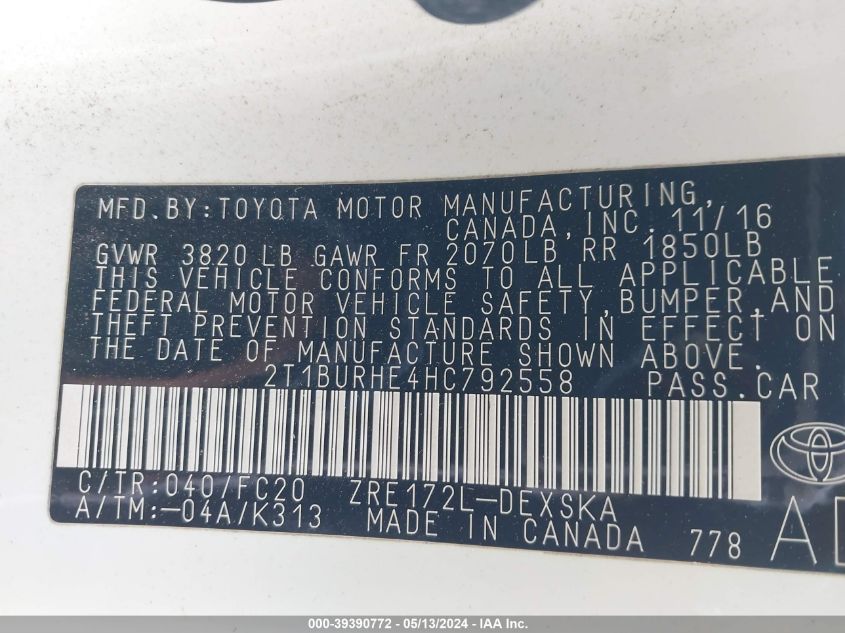 MFD.BY:TOYOTA MOTOR MANUFACTURING,
CANADA,INC. 11/16
GVWR 3820 LB GAWR FR 2070LB RR 1850LB
THIS VEHICLE CONFORMS TO ALL APPLICABLE
FEDERAL MOTOR VEHICLE SAFETY,BUMPER,AND
THEFT PREVENTION STANDARDS IN EFFECT ON
THE DATE OF MANUFACTURE SHOWN ABOVE.
2T1BURHE4HC792558 PASS.CAR
C/TR:040/FC20 ZRE172L-DEXSKA
A/TM:-04A/K313 MADE IN CANADA 778
000-39390772 - 05/13/2024 - IAA Inc.